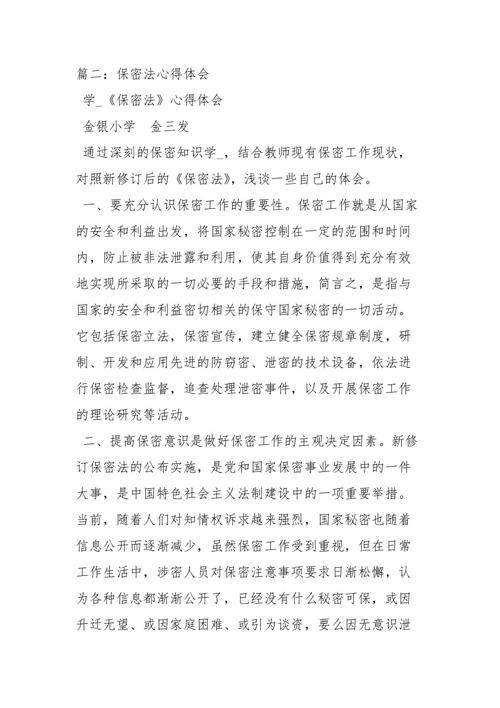 篇二：保密法心得体会
学_《保密法》心得体会
金银小学　金三发
通过深刻的保密知识学_，结合教师现有保密工作现状，
对照新修订后的《保密法》，浅谈一些自己的体会。
一、要充分认识保密工作的重要性。保密工作就是从国家
的安全和利益出发，将国家秘密控制在一定的范围和时间
内，防止被非法泄露和利用，使其自身价值得到充分有效
地实现所采取的一切必要的手段和措施，简言之，是指与
国家的安全和利益密切相关的保守国家秘密的一切活动。
它包括保密立法，保密宣传，建立健全保密规章制度，研
制、开发和应用先进的防窃密、泄密的技术设备，依法进
行保密检查监督，追查处理泄密事件，以及开展保密工作
的理论研究等活动。
二、提高保密意识是做好保密工作的主观决定因素。新修
订保密法的公布实施，是党和国家保密事业发展中的一件
大事，是中国特色社会主义法制建设中的一项重要举措。
当前，随着人们对知情权诉求越来强烈，国家秘密也随着
信息公开而逐渐减少，虽然保密工作受到重视，但在日常
工作生活中，涉密人员对保密注意事项要求日渐松懈，认
为各种信息都渐渐公开了，已经没有什么秘密可保，或因
升迁无望、或因家庭困难、或引为谈资，要么因无意识泄